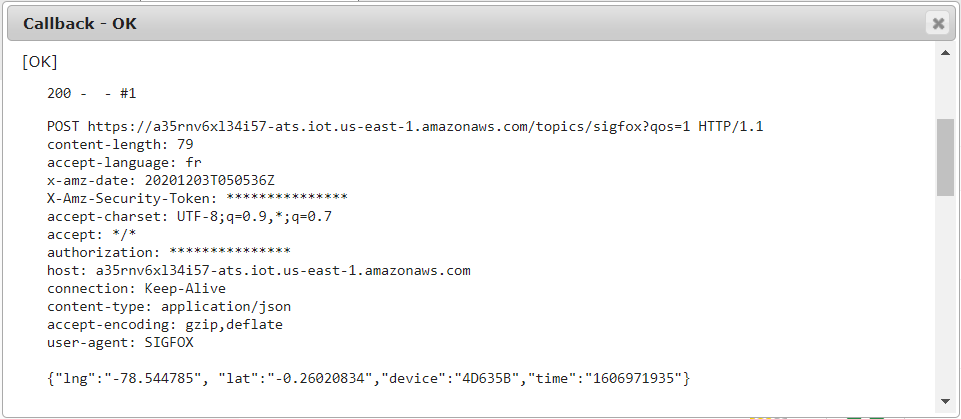 Callback - OK
[OK]
200 -  - #1
POST https://a35rnv6xl34i57-ats.iot.us-east-1.amazonaws.com/topics/sigfox?qos=1 HTTP/1.1
content-length: 79
accept-language: fr
x-amz-date: 20201203T050536Z
X-Amz-Security-Token: ***************
accept-charset: UTF-8;q=0.9,*;q=0.7
accept: */*
authorization: ***************
host: a35rnv6xl34i57-ats.iot.us-east-1.amazonaws.com
connection: Keep-Alive
content-type: application/json
accept-encoding: gzip,deflate
user-agent: SIGFOX
{"lng":"-78.544785", "lat":"-0.26020834","device":"4D635B","time":"1606971935"}